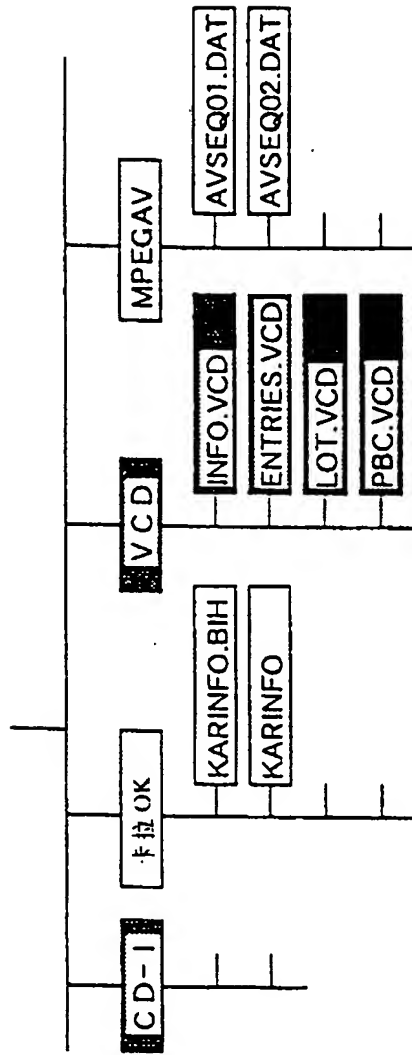 CD-I
卡拉OK
KARINFO.BIH
KARINFO
VCD
INFO.VCD
ENTRIES.VCD
LOT.VCD
PBC.VCD
MPEGAV
AVSEQ01.DAT
AVSEQ02.DAT